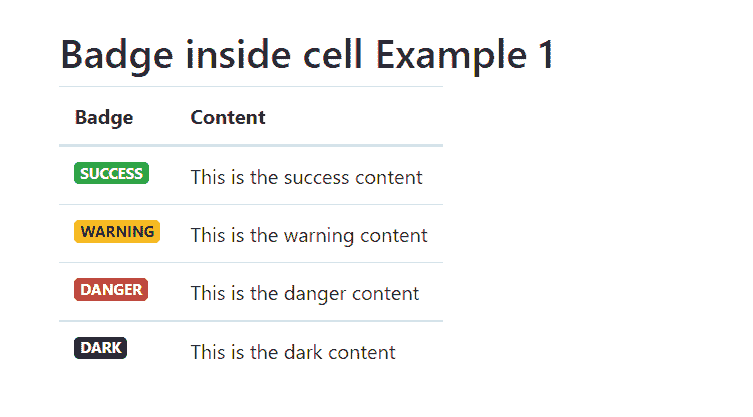 Badge inside cell Example 1
Badge Content
SUCCESS This is the success content
WARNING This is the warning content
DANGER This is the danger content
DARK This is the dark content